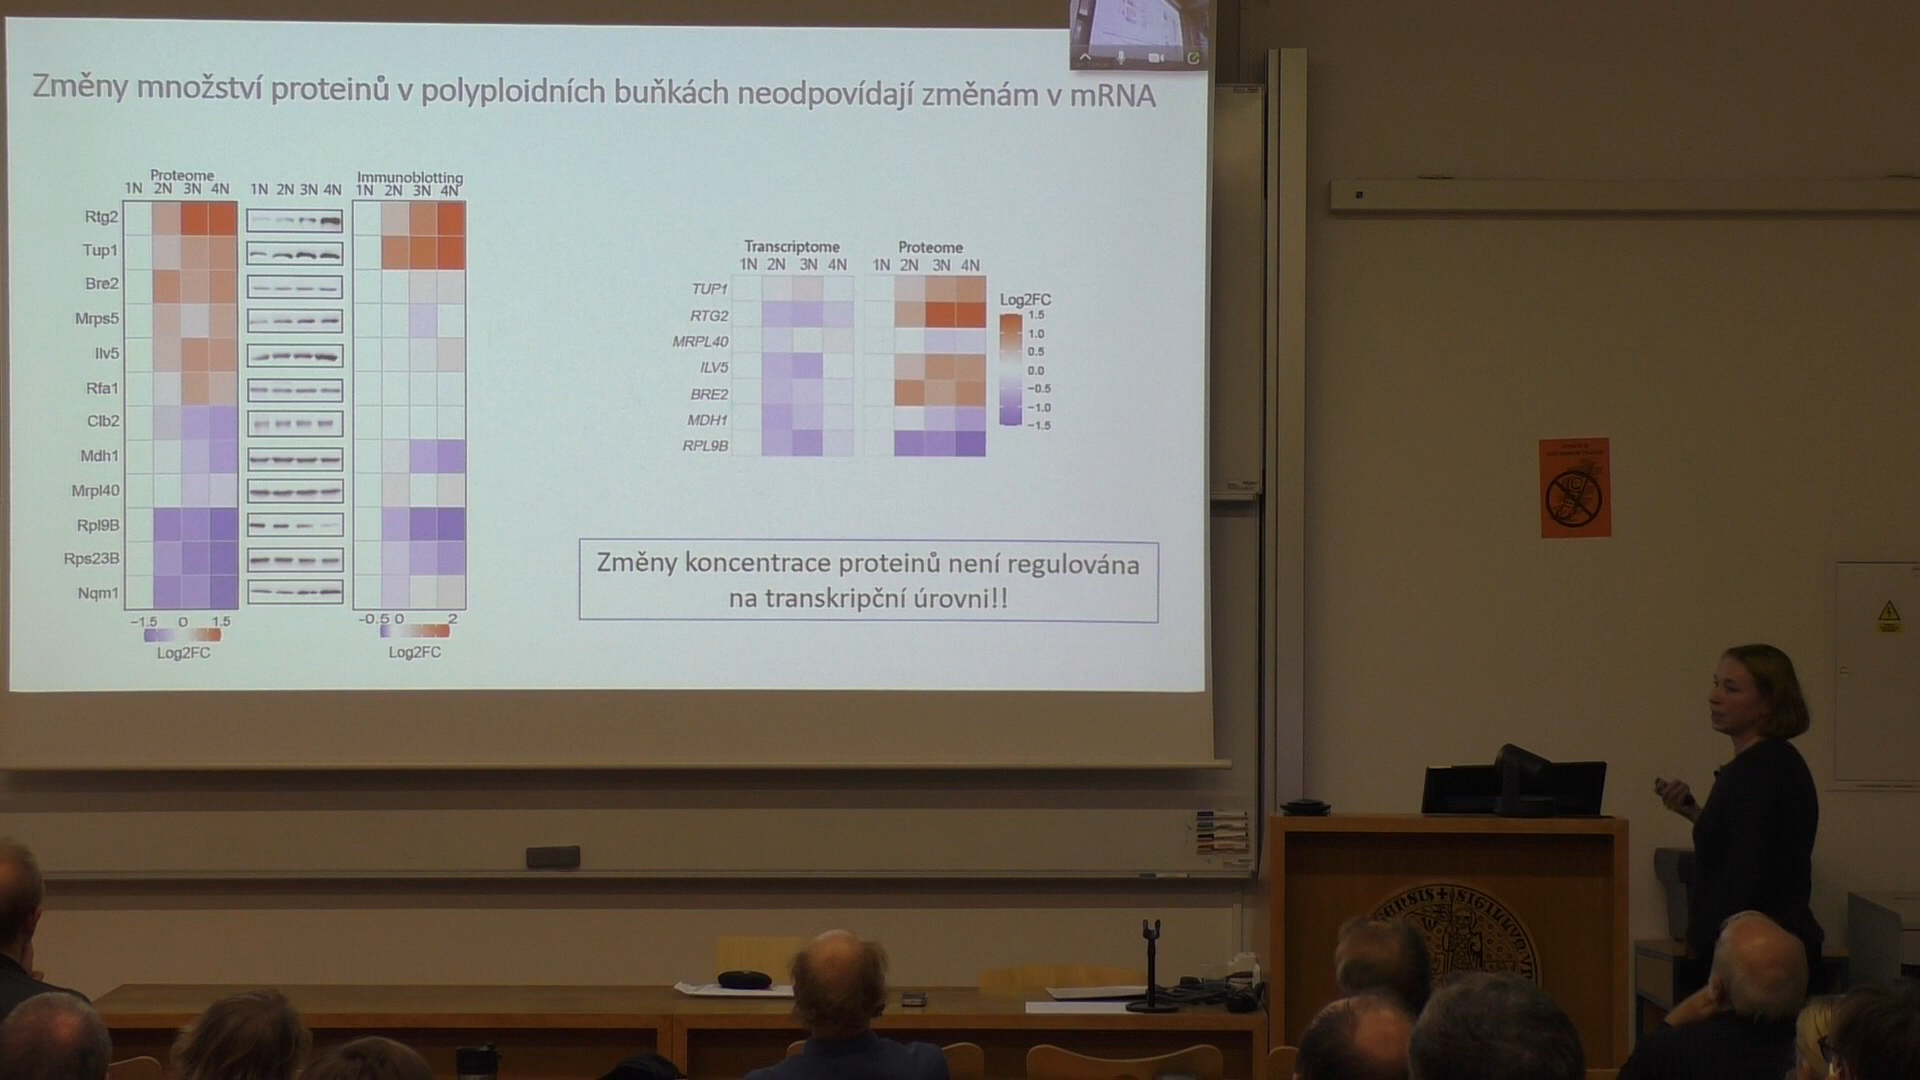 Změny množství proteinů v polyploidních buňkách neodpovídají změnám v mRNA
Proteome
1N 2N 3N 4N
1N 2N 3N 4N
Immunoblotting
1N 2N 3N 4N
Rtg2
Tup1
Bre2
Mrps5
Ilv5
Rfa1
Clb2
Mdh1
Mrpl40
Rpl9B
Rps23B
Nqm1
−1.5 0 1.5
Log2FC
-0.5 0 2
Log2FC
Transcriptome
1N 2N 3N 4N
Proteome
1N 2N 3N 4N
TUP1
RTG2
MRPL40
ILV5
BRE2
MDH1
RPL9B
Log2FC
1.5
1.0
0.5
0.0
−0.5
−1.0
−1.5
Změny koncentrace proteinů není regulována
na transkripční úrovni!!
ENSIS + SIGILLV